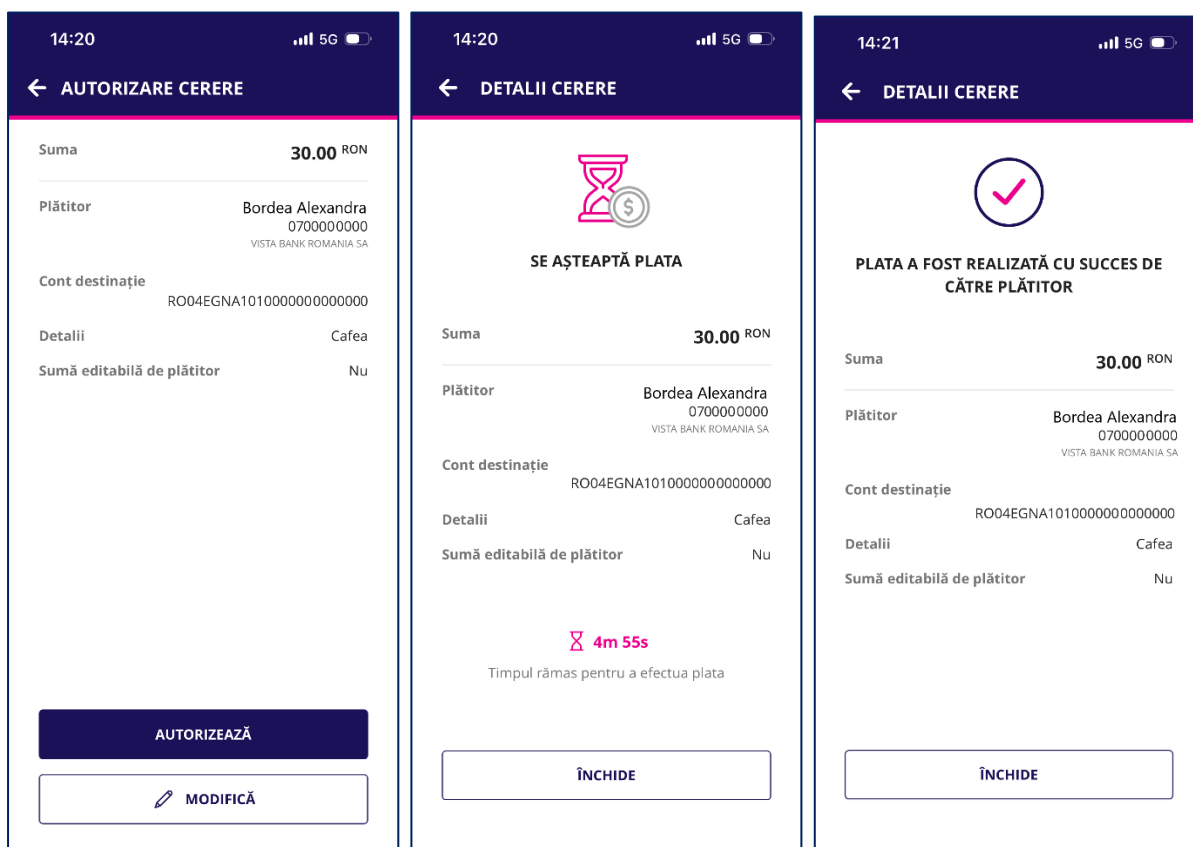 14:20
5G
AUTORIZARE CERERE
Suma 30.00 RON
Plătitor Bordea Alexandra
0700000000
VISTA BANK ROMANIA SA
Cont destinație
RO04EGNA1010000000000000
Detalii Cafea
Sumă editabilă de plătitor Nu
AUTORIZEAZĂ
MODIFICĂ
14:20
5G
DETALII CERERE
$
SE AȘTEAPTĂ PLATA
Suma 30.00 RON
Plătitor Bordea Alexandra
0700000000
VISTA BANK ROMANIA SA
Cont destinație
RO04EGNA1010000000000000
Detalii Cafea
Sumă editabilă de plătitor Nu
4m 55s
Timpul rămas pentru a efectua plata
ÎNCHIDE
14:21
5G
DETALII CERERE
PLATA A FOST REALIZATĂ CU SUCCES DE
CĂTRE PLĂTITOR
Suma 30.00 RON
Plătitor Bordea Alexandra
0700000000
VISTA BANK ROMANIA SA
Cont destinație
RO04EGNA1010000000000000
Detalii Cafea
Sumă editabilă de plătitor Nu
ÎNCHIDE